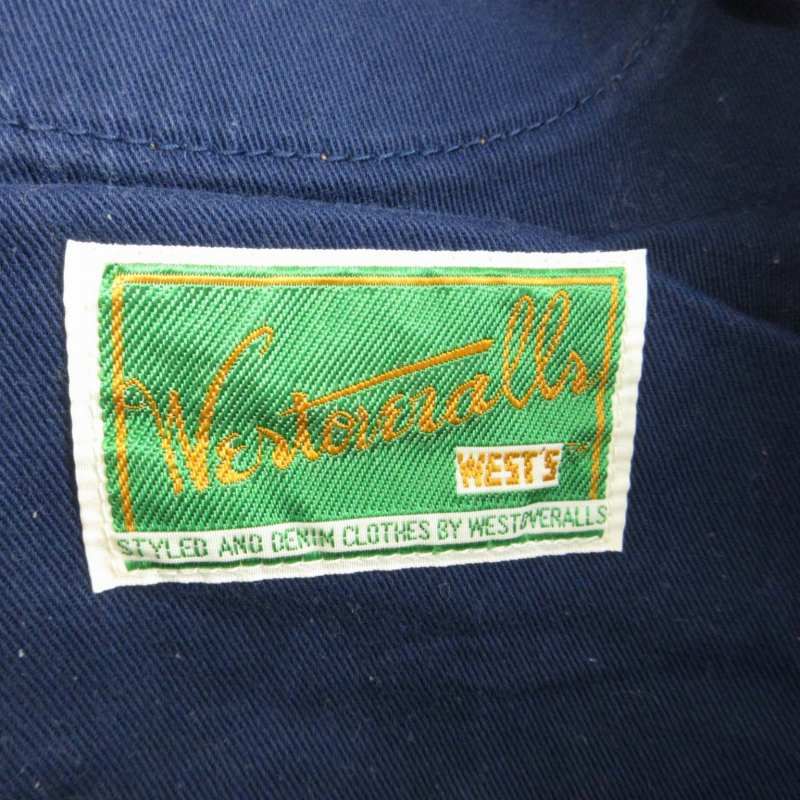 Westoveralls
WEST'S
STYLED AND DENIM CLOTHES BY WESTOVERALLS